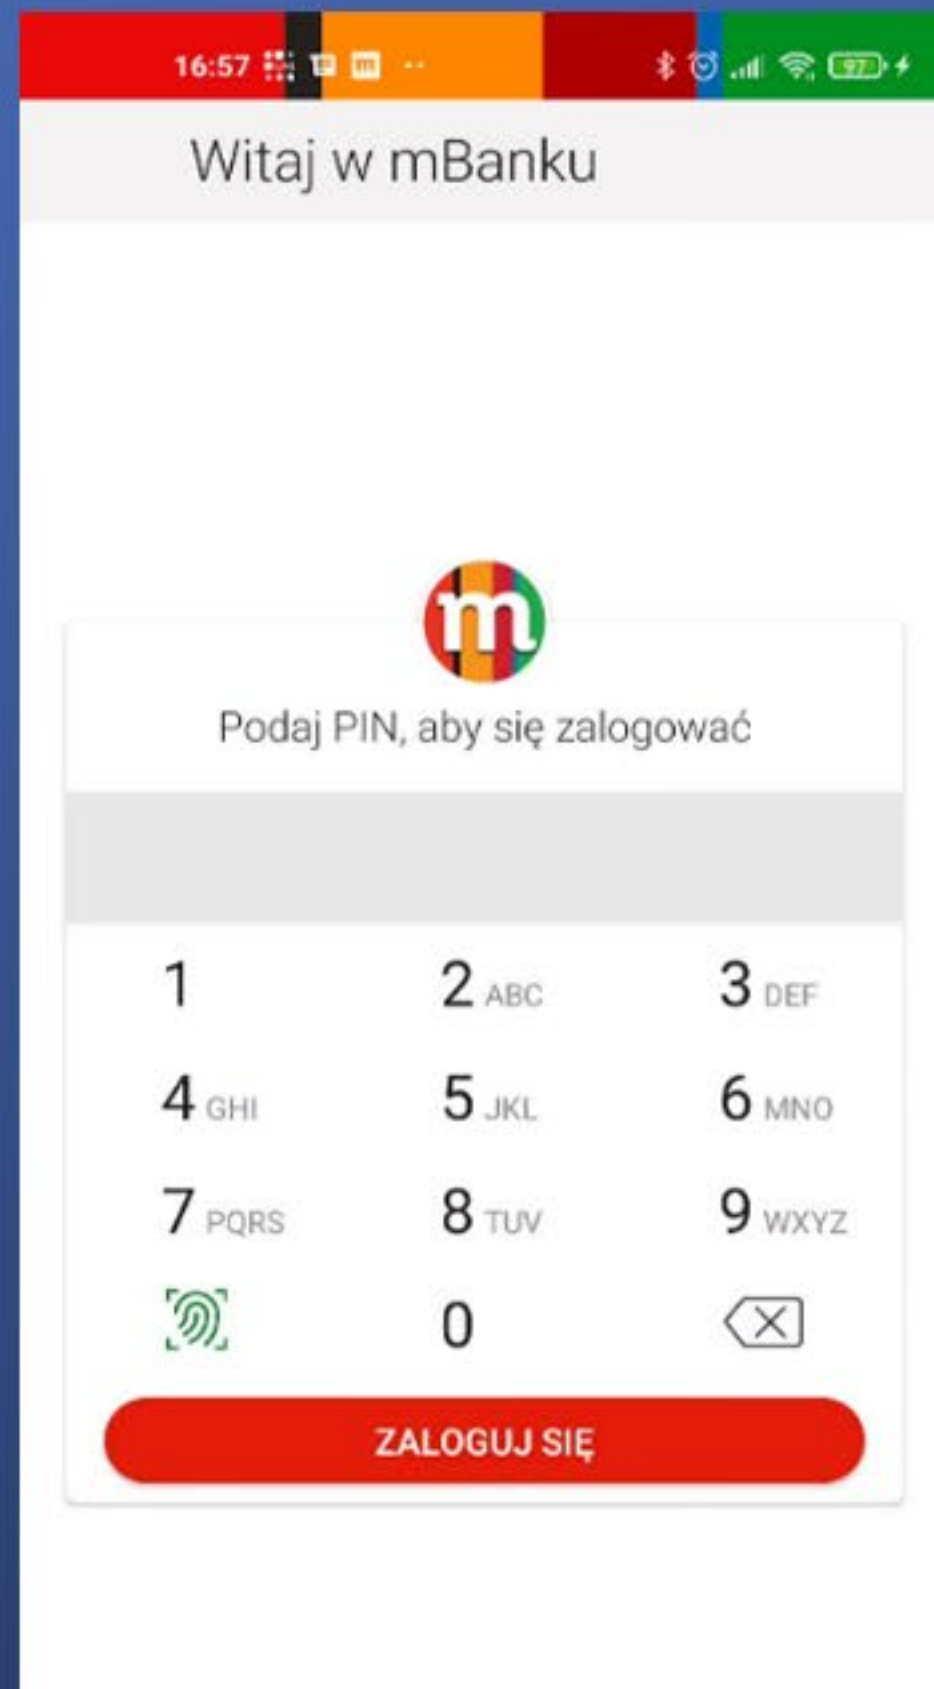 16:57 97
Witaj w mBanku
m
Podaj PIN, aby się zalogować
1 2 ABC 3 DEF
4 GHI 5 JKL 6 MNO
7 PQRS 8 TUV 9 WXYZ
0
ZALOGUJ SIĘ